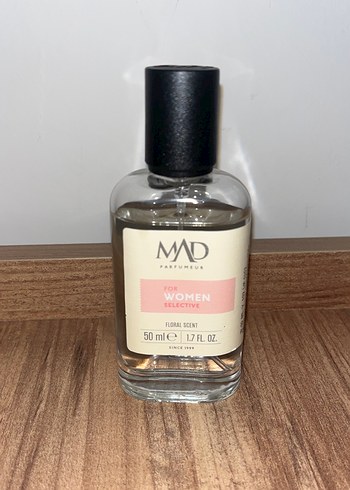 MAD
PARFUMEUR
FOR
WOMEN
SELECTIVE
FLORAL SCENT
50 ml ℮ 1.7 FL. OZ.
SINCE 1996